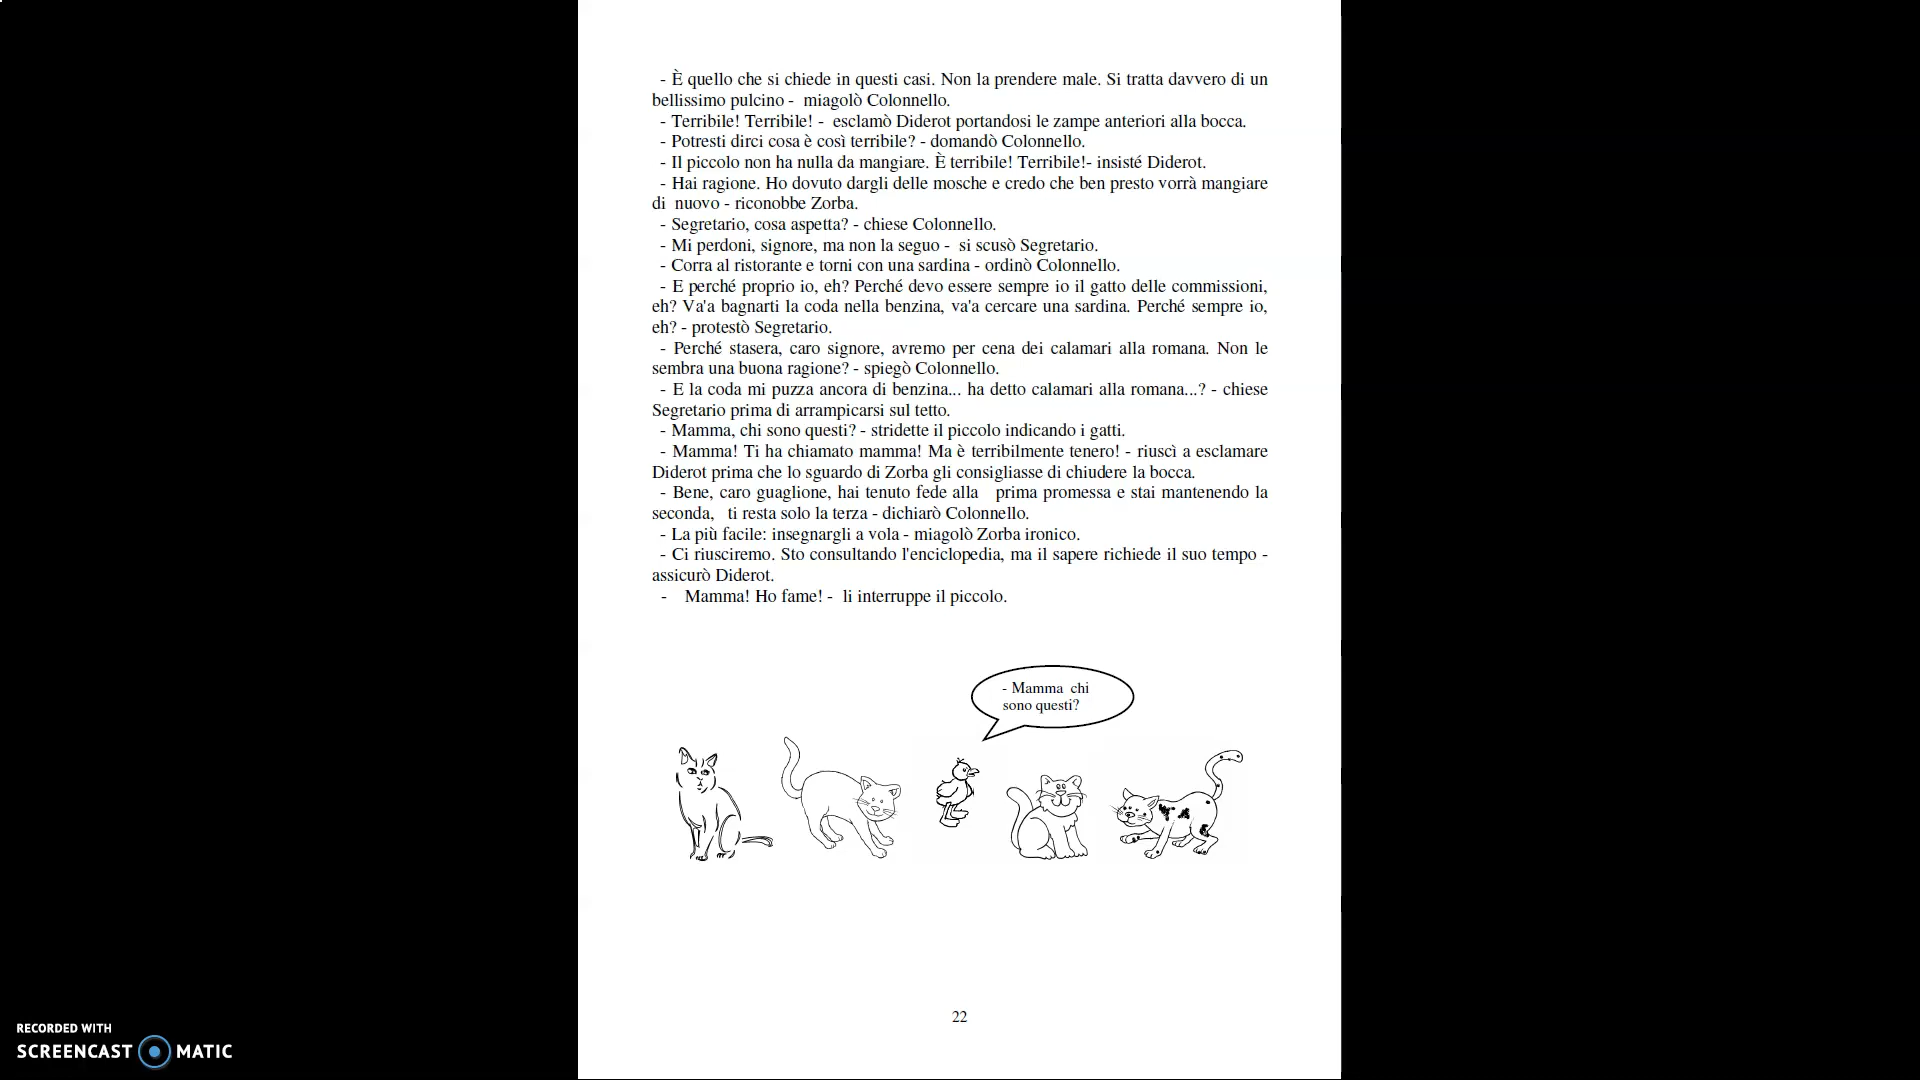 - È quello che si chiede in questi casi. Non la prendere male. Si tratta davvero di un
bellissimo pulcino - miagolò Colonnello.
- Terribile! Terribile! - esclamò Diderot portandosi le zampe anteriori alla bocca.
- Potresti dirci cosa è così terribile? - domandò Colonnello.
- Il piccolo non ha nulla da mangiare. È terribile! Terribile!- insisté Diderot.
- Hai ragione. Ho dovuto dargli delle mosche e credo che ben presto vorrà mangiare
di nuovo - riconobbe Zorba.
- Segretario, cosa aspetta? - chiese Colonnello.
- Mi perdoni, signore, ma non la seguo - si scusò Segretario.
- Corra al ristorante e torni con una sardina - ordinò Colonnello.
- E perché proprio io, eh? Perché devo essere sempre io il gatto delle commissioni,
eh? Va'a bagnarti la coda nella benzina, va'a cercare una sardina. Perché sempre io,
eh? - protestò Segretario.
- Perché stasera, caro signore, avremo per cena dei calamari alla romana. Non le
sembra una buona ragione? - spiegò Colonnello.
- E la coda mi puzza ancora di benzina... ha detto calamari alla romana...? - chiese
Segretario prima di arrampicarsi sul tetto.
- Mamma, chi sono questi? - stridette il piccolo indicando i gatti.
- Mamma! Ti ha chiamato mamma! Ma è terribilmente tenero! - riuscì a esclamare
Diderot prima che lo sguardo di Zorba gli consigliasse di chiudere la bocca.
- Bene, caro guaglione, hai tenuto fede alla prima promessa e stai mantenendo la
seconda, ti resta solo la terza - dichiarò Colonnello.
- La più facile: insegnargli a vola - miagolò Zorba ironico.
- Ci riusciremo. Sto consultando l'enciclopedia, ma il sapere richiede il suo tempo -
assicurò Diderot.
- Mamma! Ho fame! - li interruppe il piccolo.
- Mamma chi
sono questi?
22
RECORDED WITH
SCREENCAST MATIC